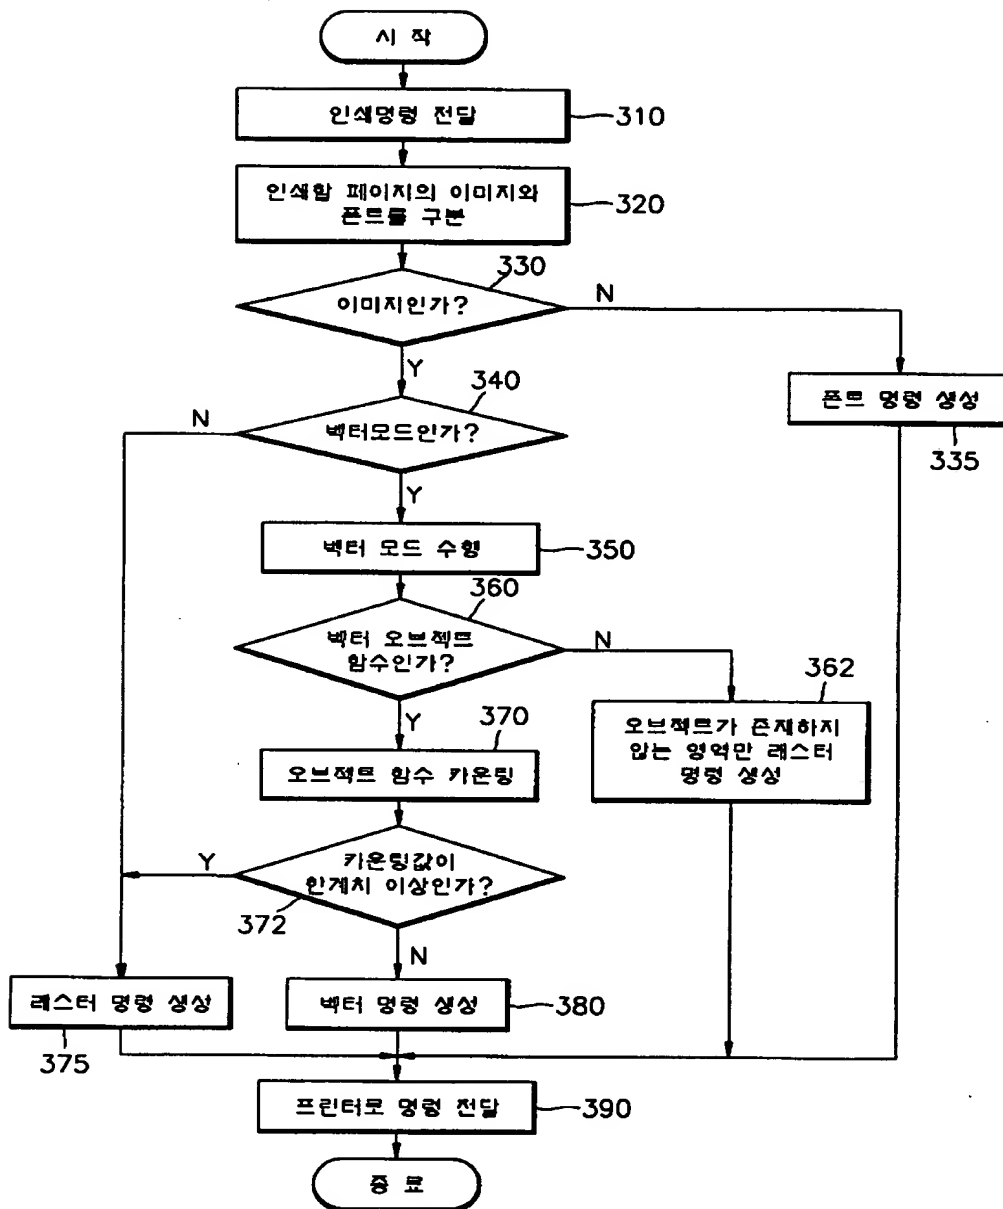 시 작
인쇄명령 전달
310
인쇄할 페이지의 이미지와
폰트를 구분
320
330
이미지인가?
N
Y
340
폰트 명령 생성
335
N
벡터모드인가?
Y
벡터 모드 수행
350
360
벡터 오브젝트
함수인가?
N
362
Y
370
오브젝트가 존재하지
않는 영역만 래스터
명령 생성
오브젝트 함수 카운팅
카운팅값이
한계치 이상인가?
Y
372
N
래스터 명령 생성
375
벡터 명령 생성
380
프린터로 명령 전달
390
종 료